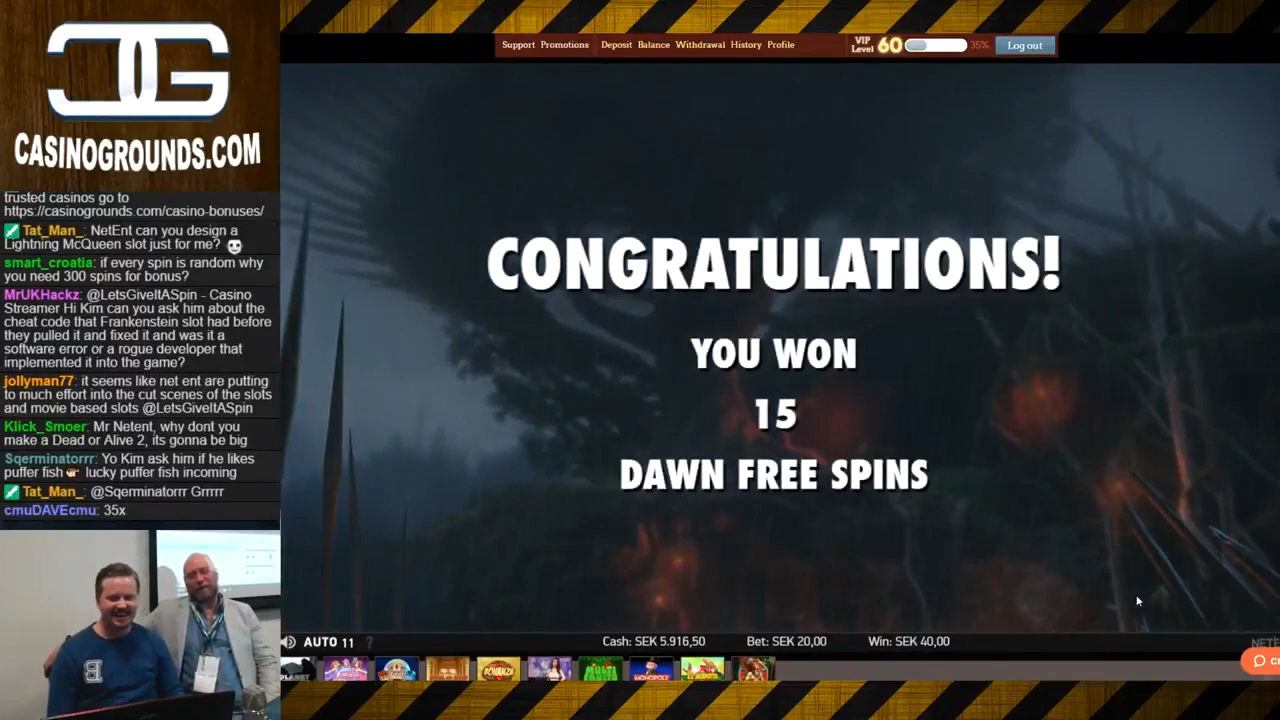 CG
CASINOGROUNDS.COM
trusted casinos go to
https://casinogrounds.com/casino-bonuses/
Tat_Man_: NetEnt can you design a
Lightning McQueen slot just for me?
smart_croatia: if every spin is random why
you need 300 spins for bonus?
MrUKHackz: @LetsGiveItASpin - Casino
Streamer Hi Kim can you ask him about the
cheat code that Frankenstein slot had before
they pulled it and fixed it and was it a
software error or a rogue developer that
implemented it into the game?
jollyman77: it seems like net ent are putting
to much effort into the cut scenes of the slots
and movie based slots @LetsGiveItASpin
Klick_Smoer: Mr Netent, why dont you
make a Dead or Alive 2, its gonna be big
Sqerminatorrr: Yo Kim ask him if he likes
puffer fish lucky puffer fish incoming
Tat_Man_: @Sqerminatorrr Grrrrr
cmuDAVEcmu: 35x
Support Promotions Deposit Balance Withdrawal History Profile VIP Level 60 35% Log out
CONGRATULATIONS!
YOU WON
15
DAWN FREE SPINS
AUTO 11 ? Cash: SEK 5.916,50 Bet: SEK 20,00 Win: SEK 40,00
PLANET BONANZA MULTI MONOPOLY